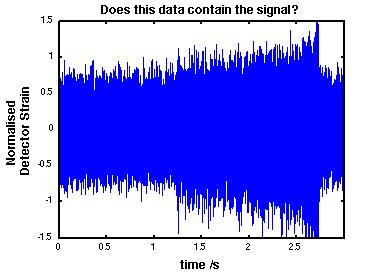 Does this data contain the signal?
1.5
1
0.5
0
-0.5
-1
-1.5
Normalised
Detector Strain
0 0.5 1 1.5 2 2.5
time /s